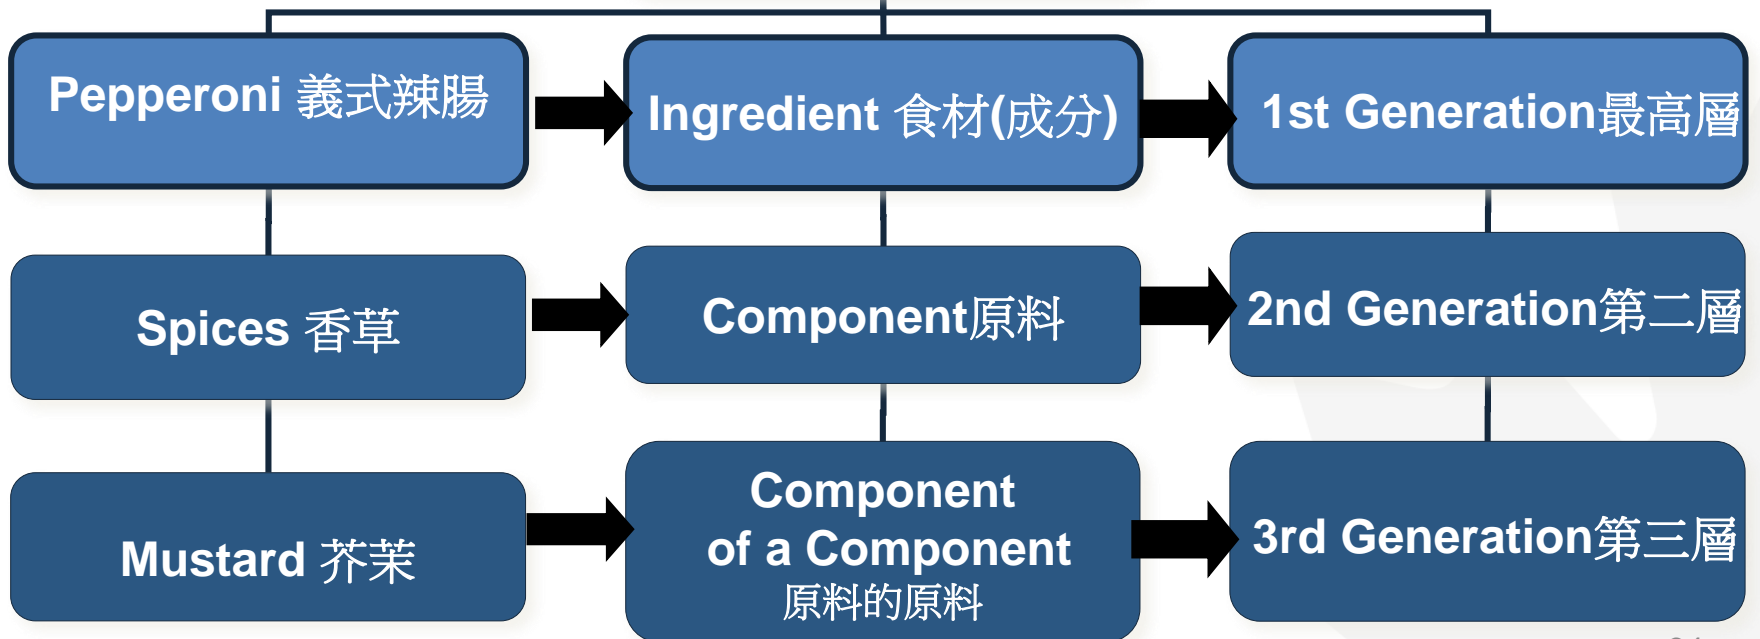 Pepperoni 義式辣腸
Ingredient 食材(成分)
1st Generation最高層
Spices 香草
Component原料
2nd Generation第二層
Mustard 芥茉
Component
of a Component
原料的原料
3rd Generation第三層